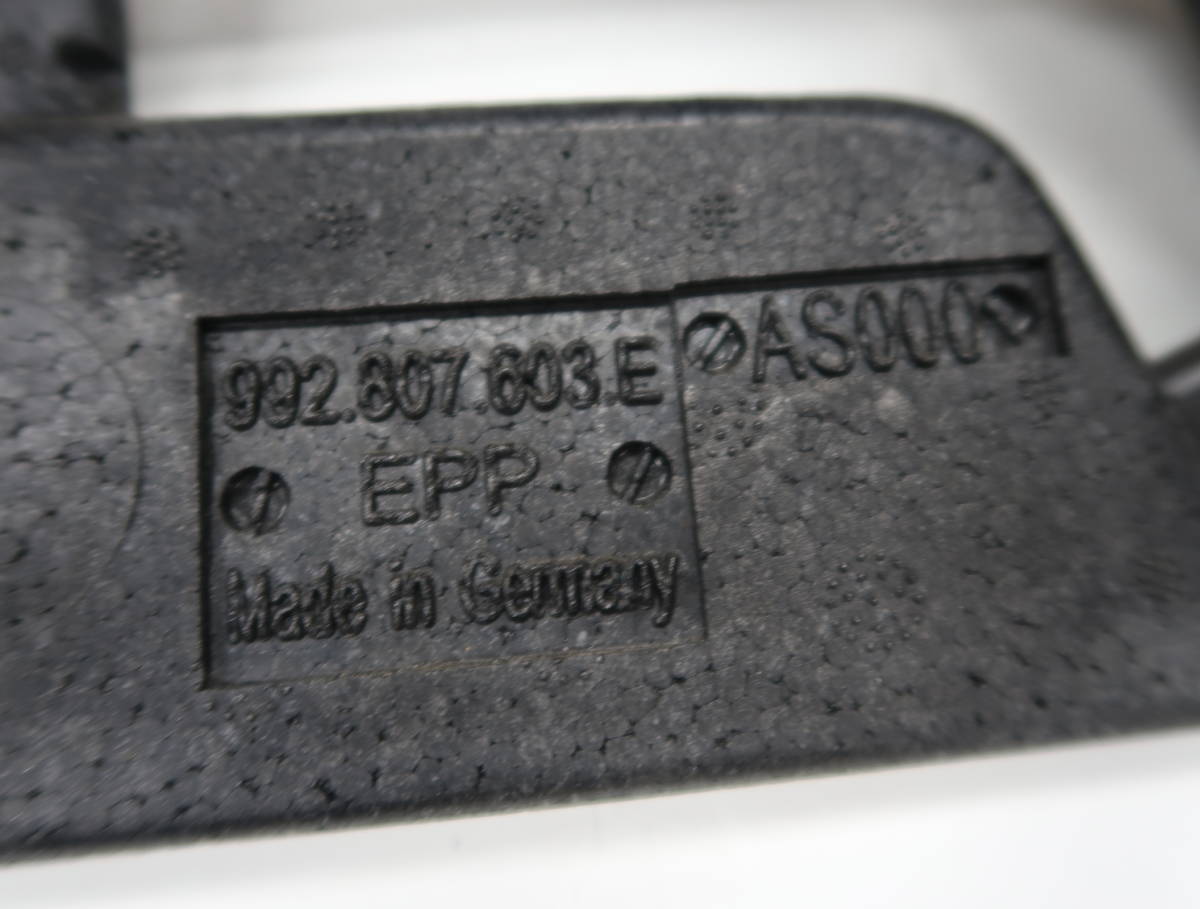 992.807.603.E
AS000
EPP
Made in Germany